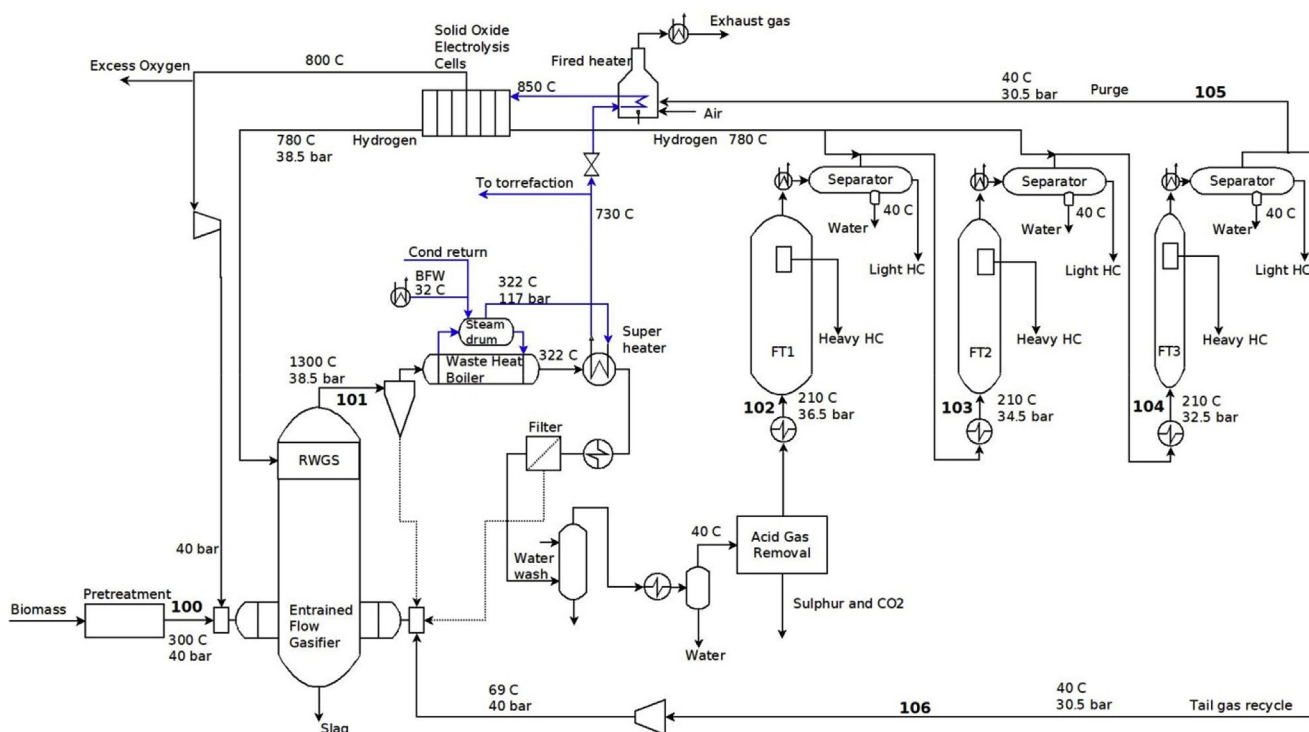 Solid Oxide
Electrolysis
Cells
Exhaust gas
Fired heater
800 C
Excess Oxygen
850 C
40 C
30.5 bar
Purge
105
Air
780 C
38.5 bar
Hydrogen
Hydrogen 780 C
To torrefaction
730 C
Separator
40 C
Water
Light HC
Separator
40 C
Water
Light HC
Separator
40 C
Water
Light HC
Cond return
BFW
32 C
322 C
117 bar
Steam
drum
Super
heater
Waste Heat
Boiler
322 C
1300 C
38.5 bar
101
RWGS
Filter
FT1
Heavy HC
FT2
Heavy HC
FT3
Heavy HC
102
210 C
36.5 bar
103
210 C
34.5 bar
104
210 C
32.5 bar
40 bar
Water
wash
40 C
Acid Gas
Removal
Sulphur and CO2
Water
Biomass
Pretreatment
100
300 C
40 bar
Entrained
Flow
Gasifier
Slag
69 C
40 bar
106
40 C
30.5 bar
Tail gas recycle